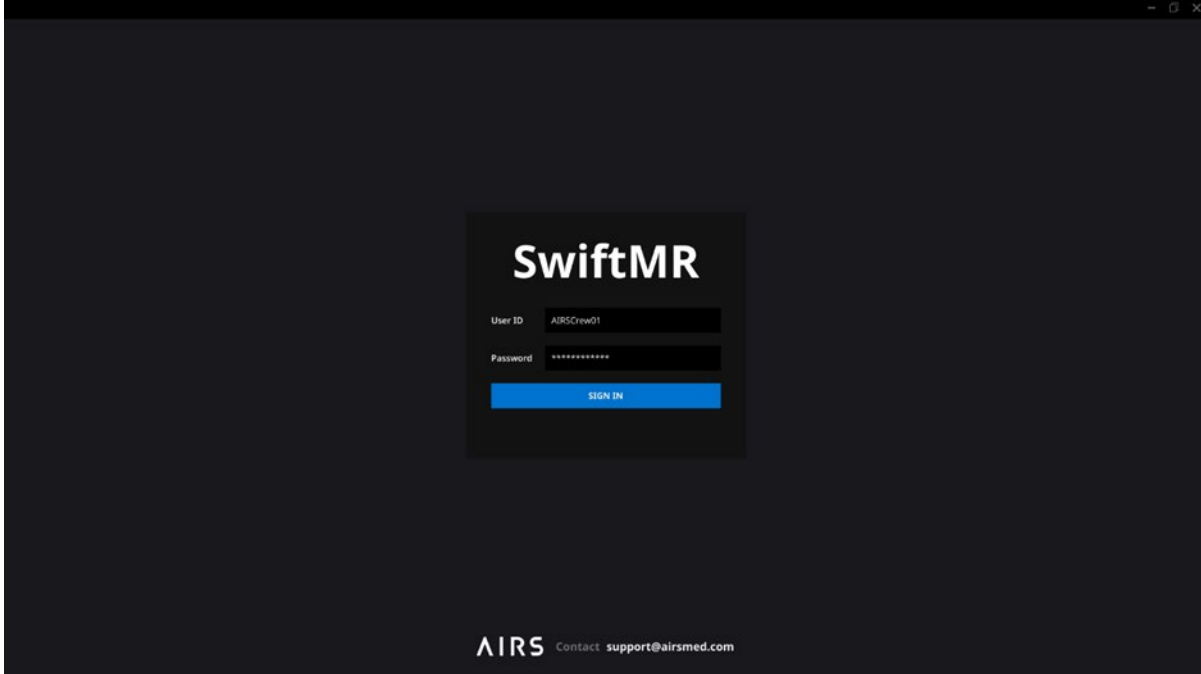 SwiftMR
User ID AIRSCrew01
Password ************
SIGN IN
AIRS Contact support@airsmed.com